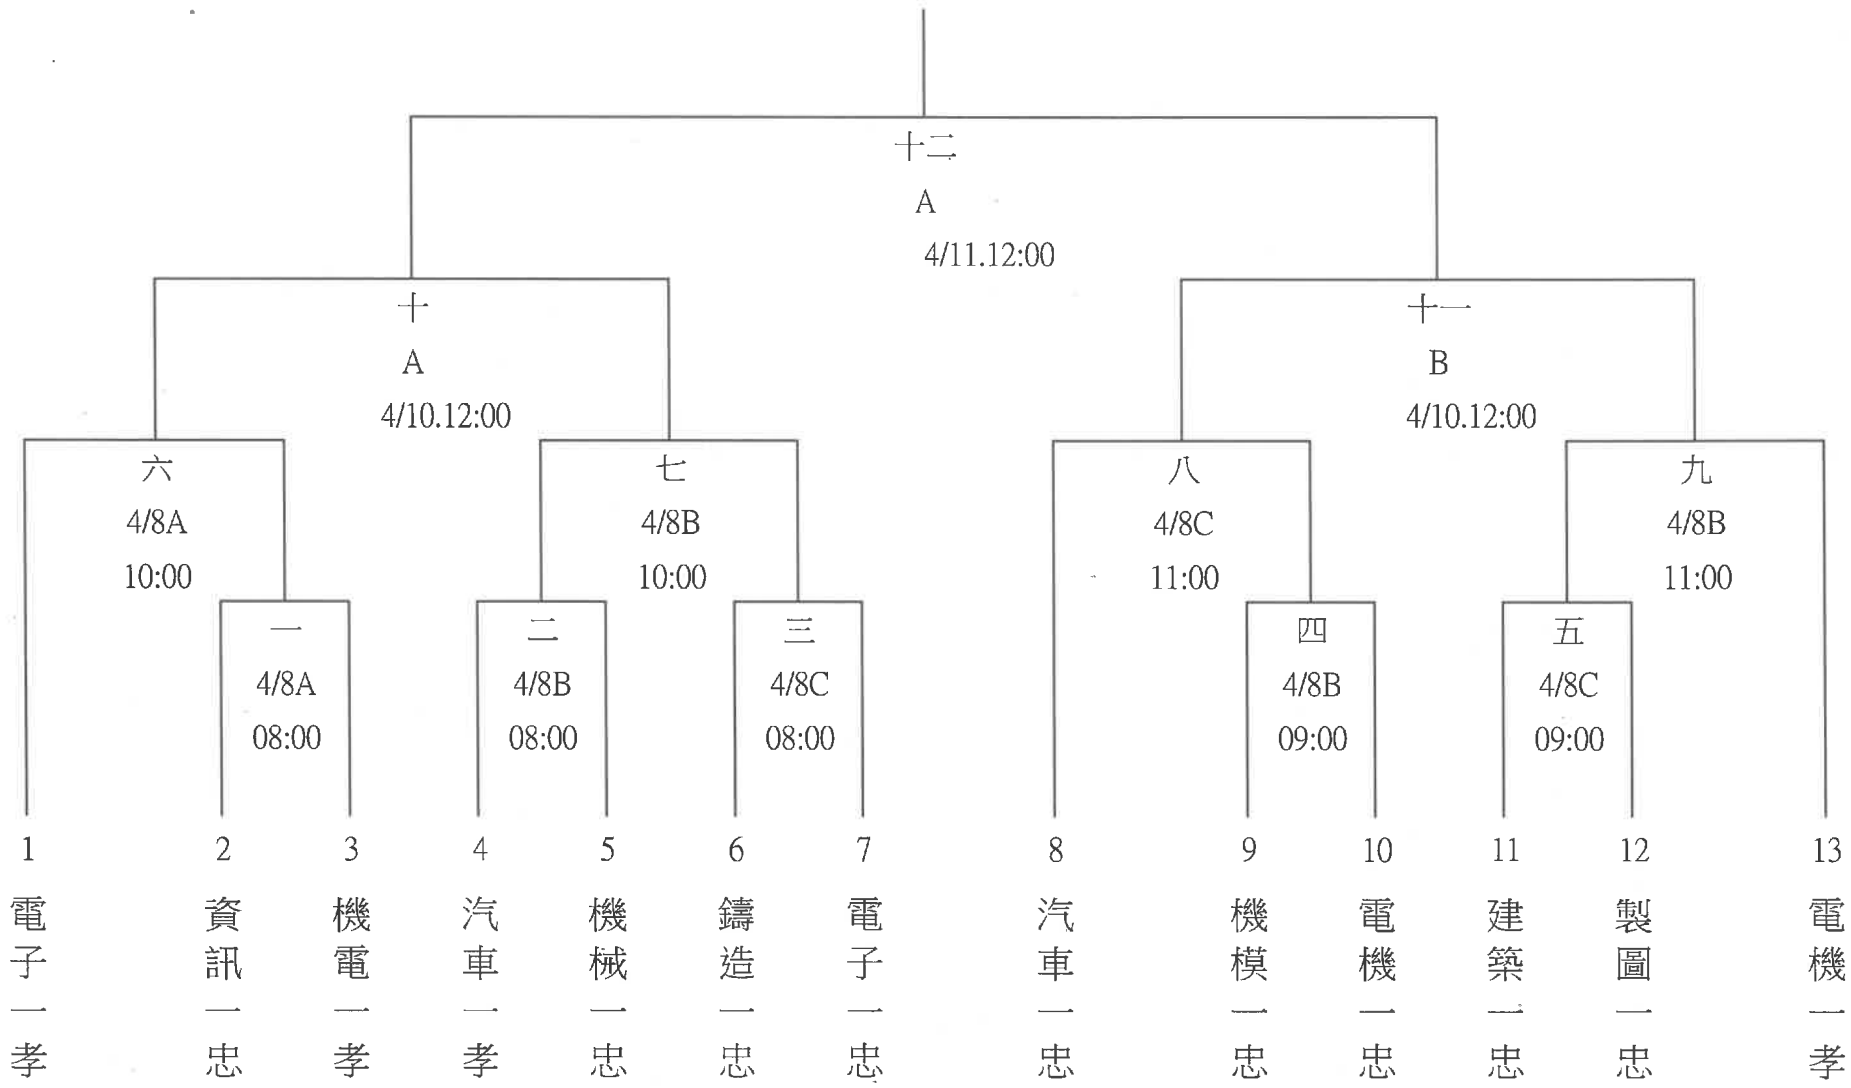 十二
A
4/11.12:00
十
A
4/10.12:00
十一
B
4/10.12:00
六
4/8A
10:00
七
4/8B
10:00
八
4/8C
11:00
九
4/8B
11:00
一
4/8A
08:00
二
4/8B
08:00
三
4/8C
08:00
四
4/8B
09:00
五
4/8C
09:00
1
電子一孝
2
資訊一忠
3
機電一孝
4
汽車一孝
5
機械一忠
6
鑄造一忠
7
電子一忠
8
汽車一忠
9
機模一忠
10
電機一忠
11
建築一忠
12
製圖一忠
13
電機一孝